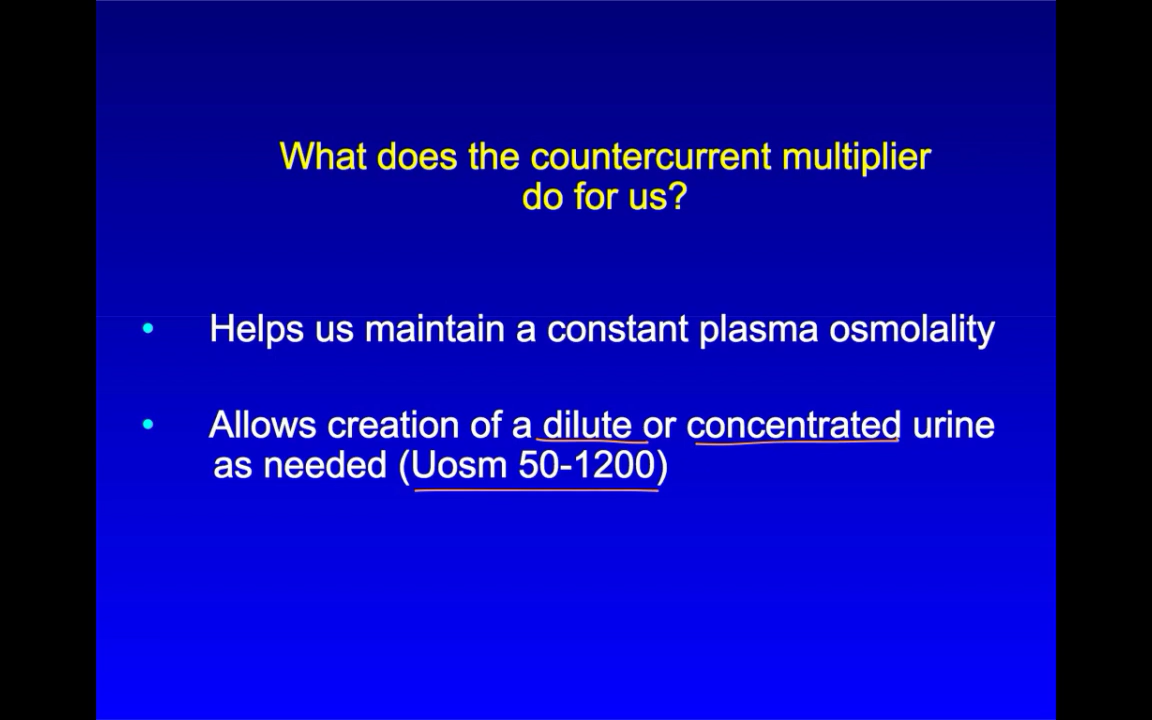 What does the countercurrent multiplier
do for us?
• Helps us maintain a constant plasma osmolality
• Allows creation of a dilute or concentrated urine
as needed (Uosm 50-1200)